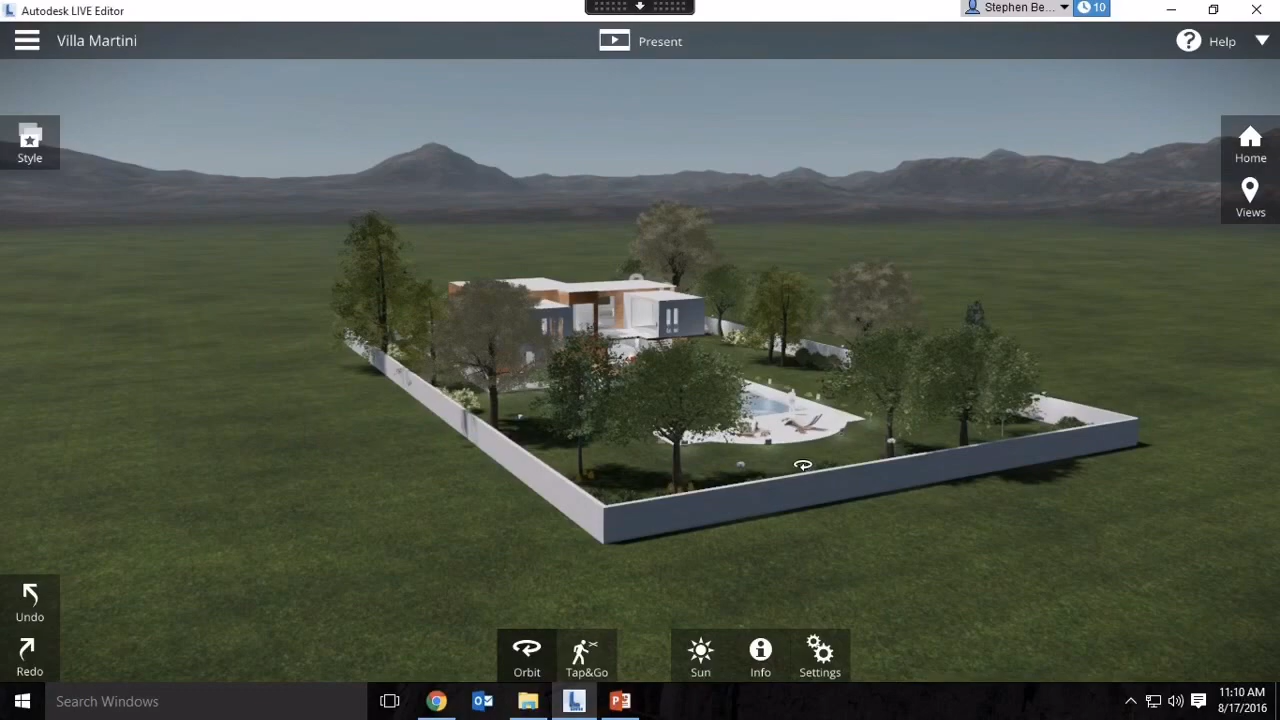 Autodesk LIVE Editor
Stephen Be...
10
Villa Martini
Present
Help
Style
Home
Views
Undo
Redo
Orbit
Tap&Go
Sun
Info
Settings
Search Windows
11:10 AM
8/17/2016